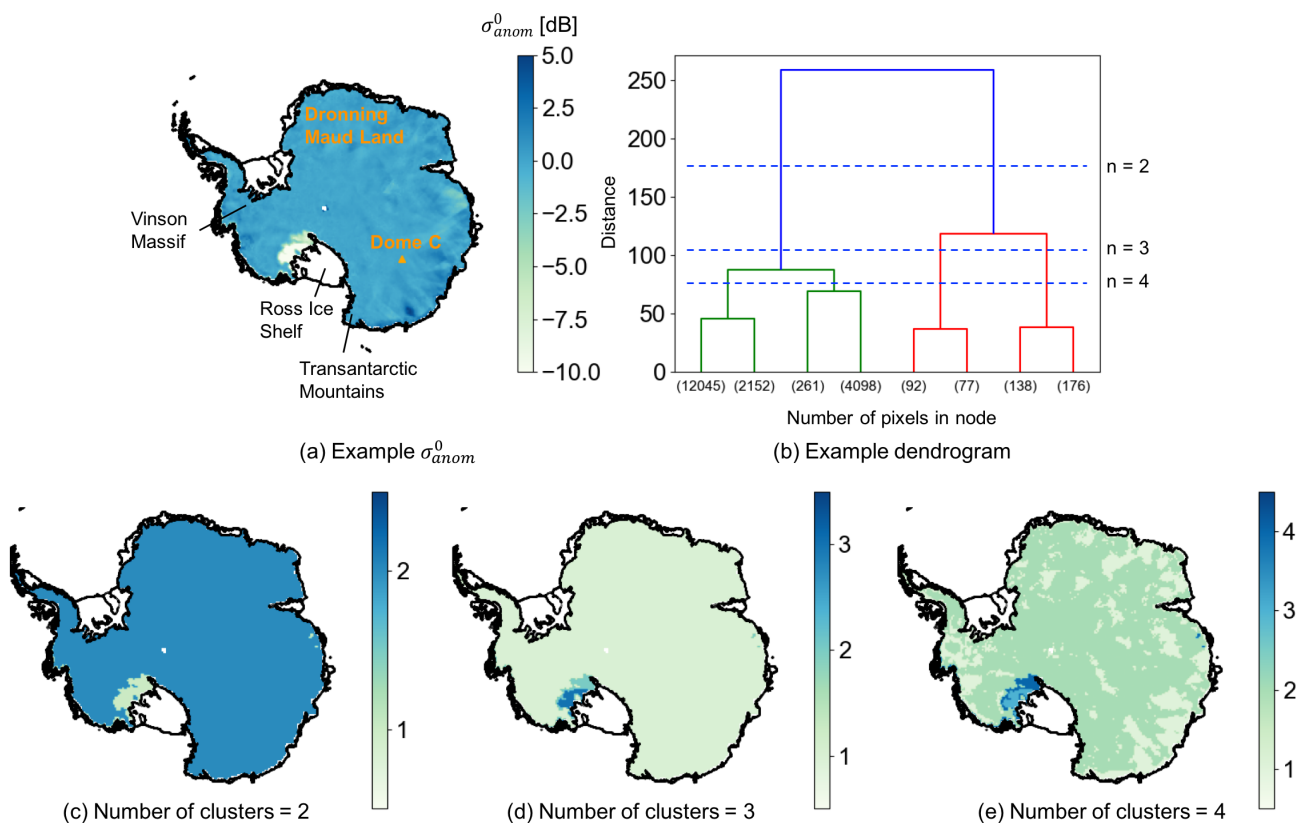 σ⁰anom [dB]
5.0
2.5
0.0
−2.5
−5.0
−7.5
−10.0
Dronning
Maud Land
Vinson
Massif
Dome C
Ross Ice
Shelf
Transantarctic
Mountains
(a) Example σ⁰anom
Distance
250
200
150
100
50
0
n = 2
n = 3
n = 4
(12045) (2152) (261) (4098) (92) (77) (138) (176)
Number of pixels in node
(b) Example dendrogram
2
1
(c) Number of clusters = 2
3
2
1
(d) Number of clusters = 3
4
3
2
1
(e) Number of clusters = 4